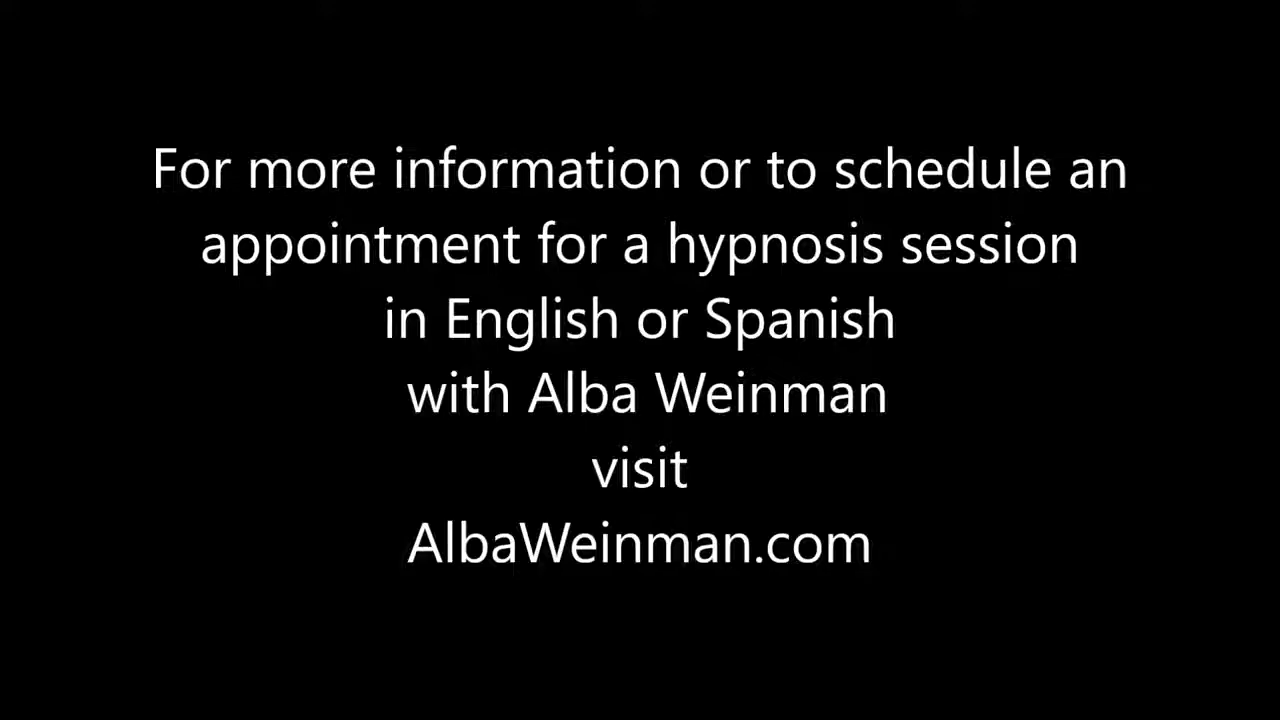 For more information or to schedule an
appointment for a hypnosis session
in English or Spanish
with Alba Weinman
visit
AlbaWeinman.com